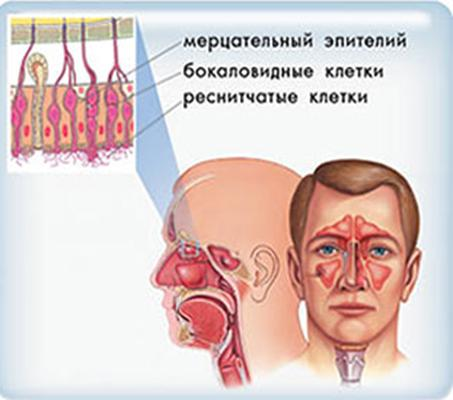 мерцательный эпителий
бокаловидные клетки
реснитчатые клетки